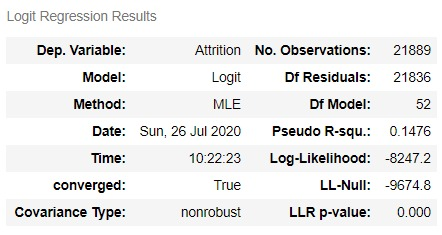 Logit Regression Results
Dep. Variable: Attrition No. Observations: 21889
Model: Logit Df Residuals: 21836
Method: MLE Df Model: 52
Date: Sun, 26 Jul 2020 Pseudo R-squ.: 0.1476
Time: 10:22:23 Log-Likelihood: -8247.2
converged: True LL-Null: -9674.8
Covariance Type: nonrobust LLR p-value: 0.000